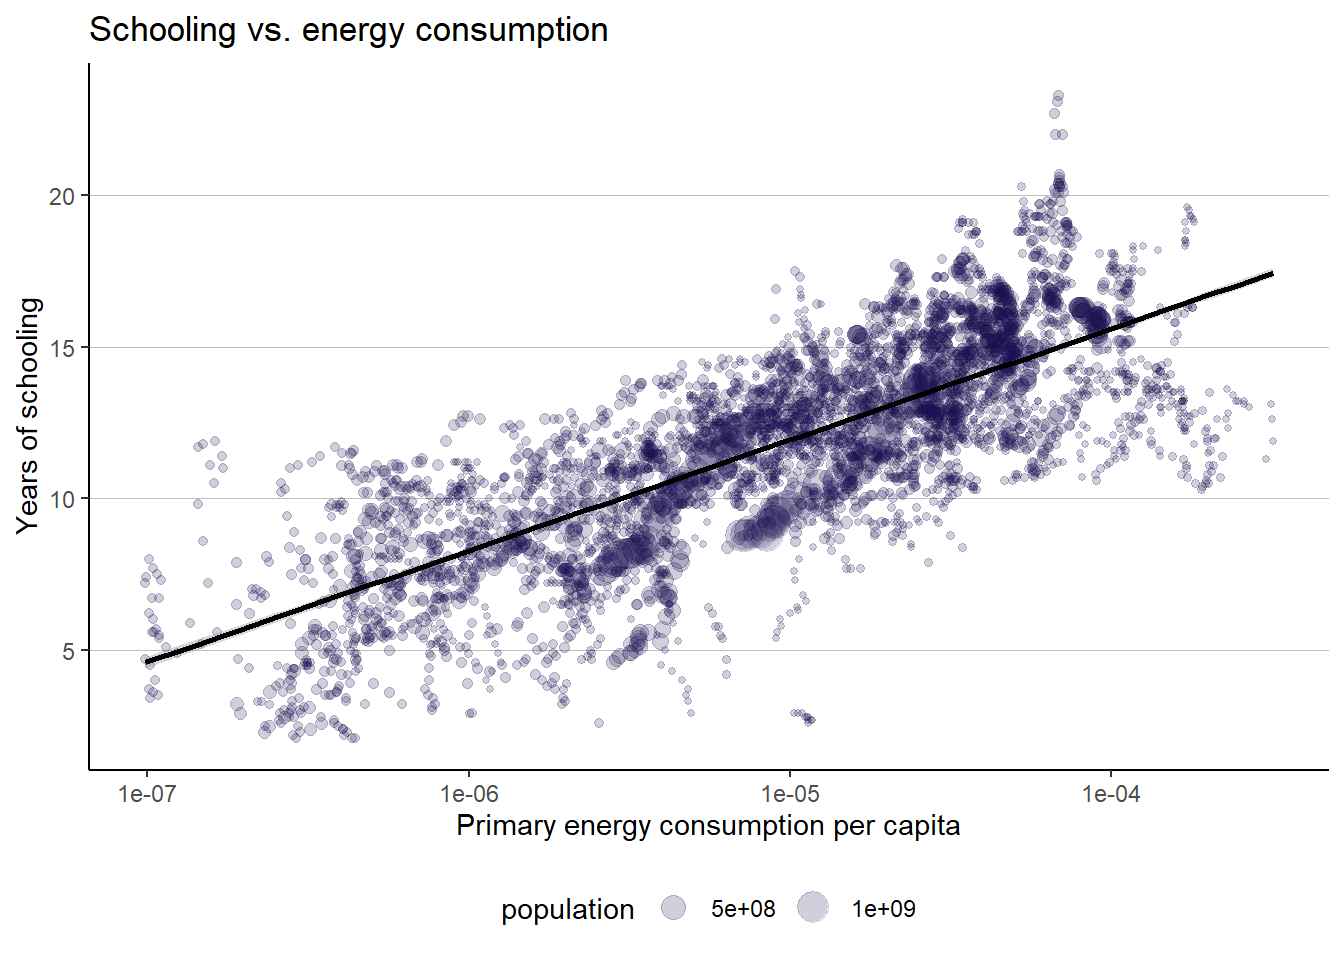 Schooling vs. energy consumption
Years of schooling
20
15
10
5
1e-07 1e-06 1e-05 1e-04
Primary energy consumption per capita
population 5e+08 1e+09